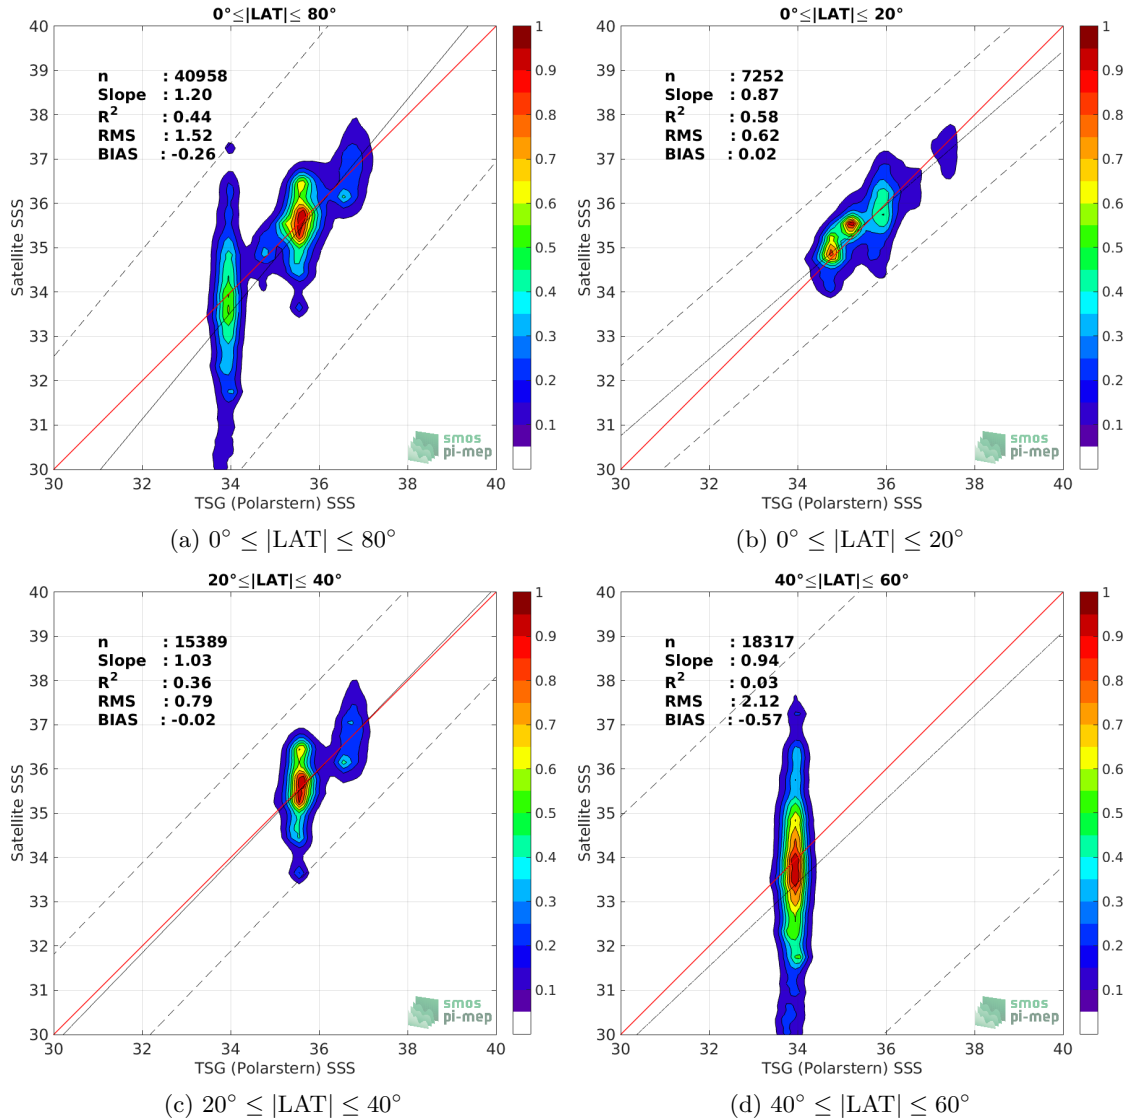 0°≤|LAT|≤ 80°
40
39
38
37
36
35
34
33
32
31
30
Satellite SSS
n : 40958
Slope : 1.20
R² : 0.44
RMS : 1.52
BIAS : -0.26
smos
pi-mep
30 32 34 36 38 40
TSG (Polarstern) SSS
1
0.9
0.8
0.7
0.6
0.5
0.4
0.3
0.2
0.1
(a) 0° ≤ |LAT| ≤ 80°
0°≤|LAT|≤ 20°
40
39
38
37
36
35
34
33
32
31
30
Satellite SSS
n : 7252
Slope : 0.87
R² : 0.58
RMS : 0.62
BIAS : 0.02
smos
pi-mep
30 32 34 36 38 40
TSG (Polarstern) SSS
1
0.9
0.8
0.7
0.6
0.5
0.4
0.3
0.2
0.1
(b) 0° ≤ |LAT| ≤ 20°
20°≤|LAT|≤ 40°
40
39
38
37
36
35
34
33
32
31
30
Satellite SSS
n : 15389
Slope : 1.03
R² : 0.36
RMS : 0.79
BIAS : -0.02
smos
pi-mep
30 32 34 36 38 40
TSG (Polarstern) SSS
1
0.9
0.8
0.7
0.6
0.5
0.4
0.3
0.2
0.1
(c) 20° ≤ |LAT| ≤ 40°
40°≤|LAT|≤ 60°
40
39
38
37
36
35
34
33
32
31
30
Satellite SSS
n : 18317
Slope : 0.94
R² : 0.03
RMS : 2.12
BIAS : -0.57
smos
pi-mep
30 32 34 36 38 40
TSG (Polarstern) SSS
1
0.9
0.8
0.7
0.6
0.5
0.4
0.3
0.2
0.1
(d) 40° ≤ |LAT| ≤ 60°